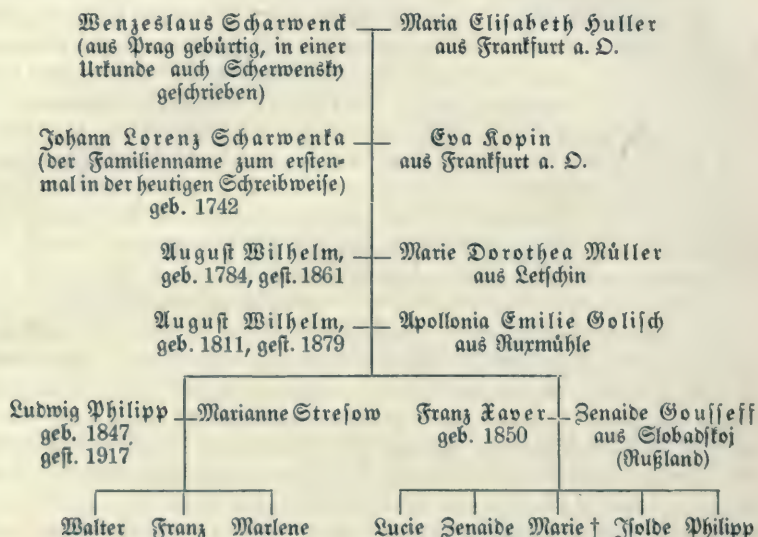 Wenzeslaus Scharwenck
(aus Prag gebürtig, in einer
Urkunde auch Scherwensky
geschrieben)
Maria Elisabeth Huller
aus Frankfurt a. O.
Johann Lorenz Scharwenka
(der Familienname zum ersten-
mal in der heutigen Schreibweise)
geb. 1742
Eva Kopin
aus Frankfurt a. O.
August Wilhelm,
geb. 1784, gest. 1861
Marie Dorothea Müller
aus Letschin
August Wilhelm,
geb. 1811, gest. 1879
Apollonia Emilie Golisch
aus Ruxmühle
Ludwig Philipp
geb. 1847
gest. 1917
Marianne Stresow
Franz Xaver
geb. 1850
Zenaide Gousseff
aus Slobadskoj
(Rußland)
Walter Franz Marlene
Lucie Zenaide Marie † Isolde Philipp